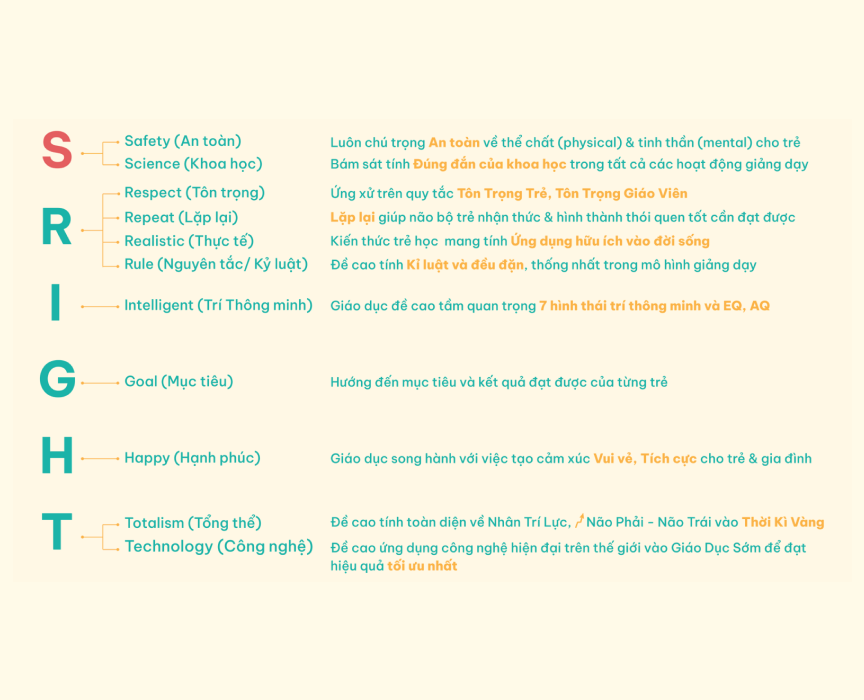 S
Safety (An toàn) Luôn chú trọng An toàn về thể chất (physical) & tinh thần (mental) cho trẻ
Science (Khoa học) Bám sát tính Đúng đắn của khoa học trong tất cả các hoạt động giảng dạy
R
Respect (Tôn trọng) Ứng xử trên quy tắc Tôn Trọng Trẻ, Tôn Trọng Giáo Viên
Repeat (Lặp lại) Lặp lại giúp não bộ trẻ nhận thức & hình thành thói quen tốt cần đạt được
Realistic (Thực tế) Kiến thức trẻ học mang tính Ứng dụng hữu ích vào đời sống
Rule (Nguyên tắc/ Kỷ luật) Đề cao tính Kỉ luật và đều đặn, thống nhất trong mô hình giảng dạy
I
Intelligent (Trí Thông minh) Giáo dục đề cao tầm quan trọng 7 hình thái trí thông minh và EQ, AQ
G
Goal (Mục tiêu) Hướng đến mục tiêu và kết quả đạt được của từng trẻ
H
Happy (Hạnh phúc) Giáo dục song hành với việc tạo cảm xúc Vui vẻ, Tích cực cho trẻ & gia đình
T
Totalism (Tổng thể) Đề cao tính toàn diện về Nhân Trí Lực, Não Phải - Não Trái vào Thời Kì Vàng
Technology (Công nghệ) Đề cao ứng dụng công nghệ hiện đại trên thế giới vào Giáo Dục Sớm để đạt
hiệu quả tối ưu nhất